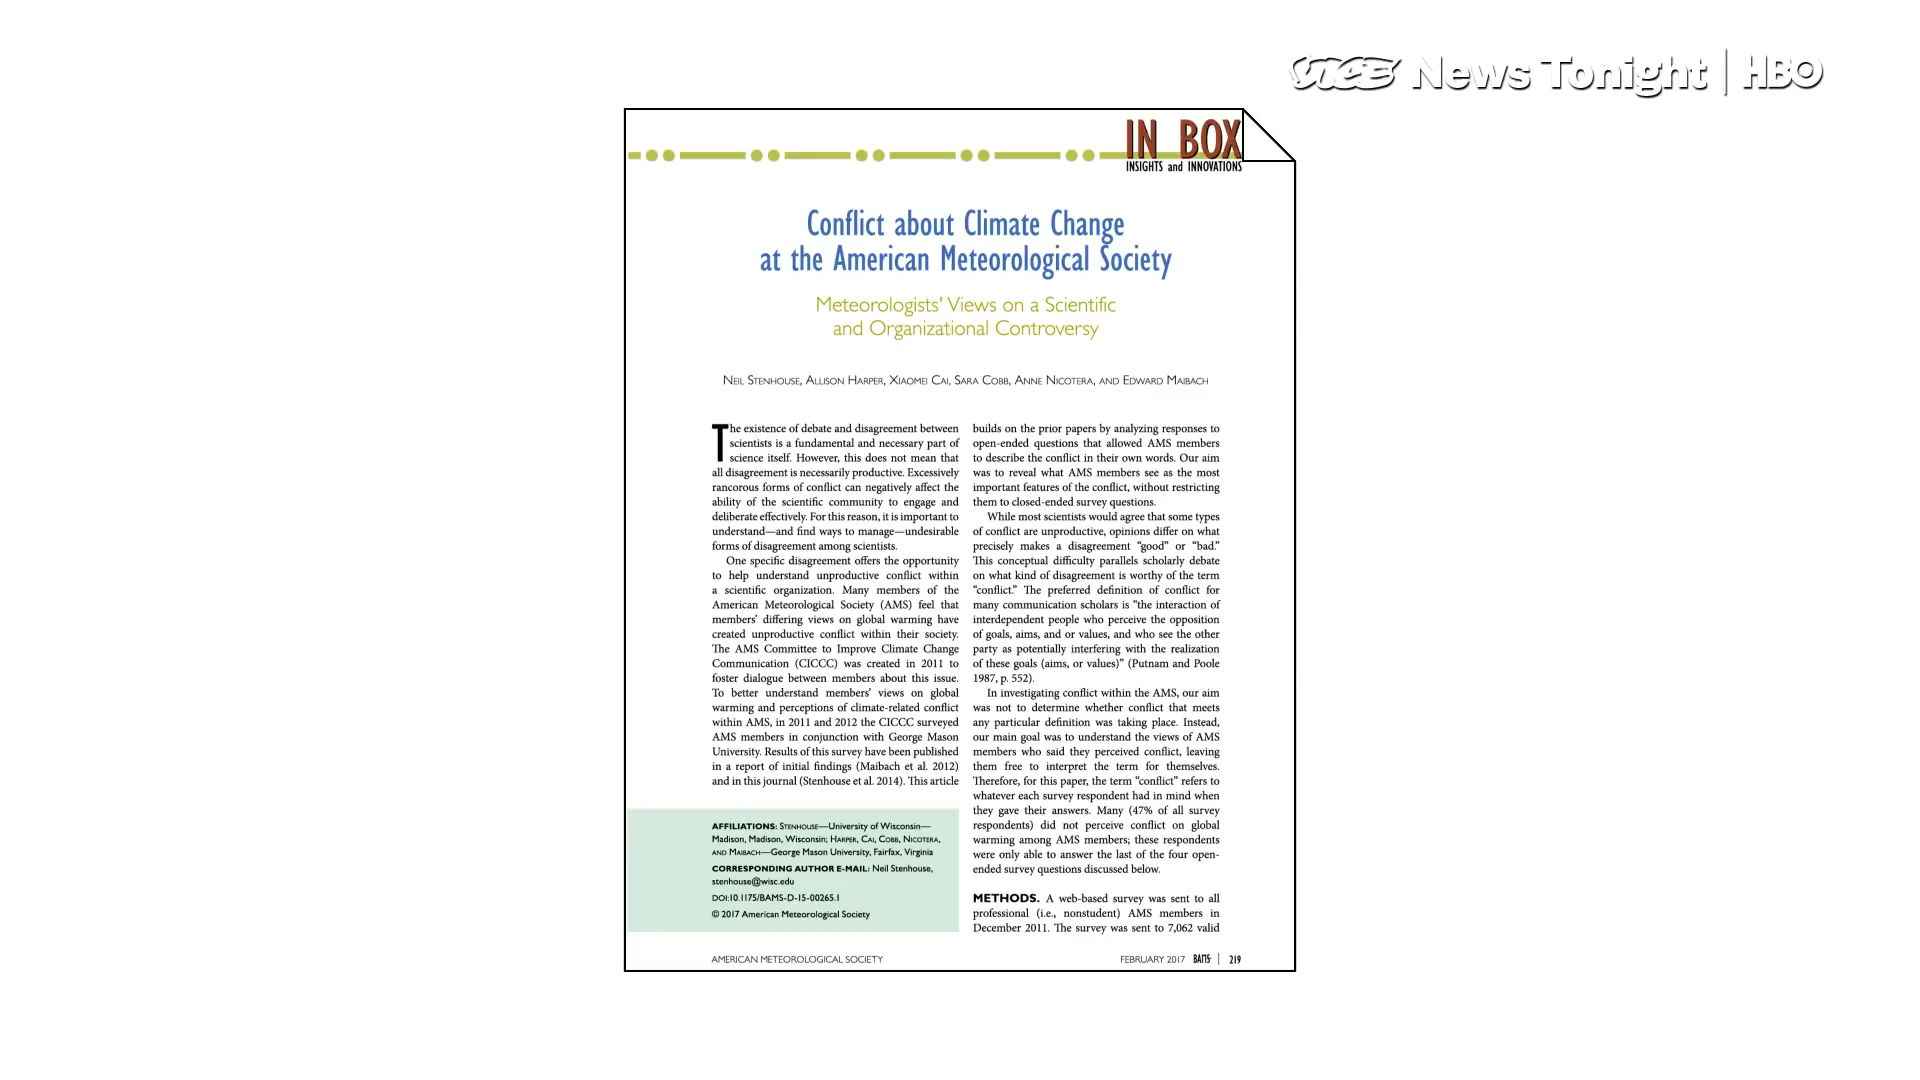 VICE News Tonight | HBO
IN BOX
INSIGHTS and INNOVATIONS
Conflict about Climate Change
at the American Meteorological Society
Meteorologists' Views on a Scientific
and Organizational Controversy
Neil Stenhouse, Allison Harper, Xiaomei Cai, Sara Cobb, Anne Nicotera, and Edward Maibach
The existence of debate and disagreement between
scientists is a fundamental and necessary part of
science itself. However, this does not mean that
all disagreement is necessarily productive. Excessively
rancorous forms of conflict can negatively affect the
ability of the scientific community to engage and
deliberate effectively. For this reason, it is important to
understand—and find ways to manage—undesirable
forms of disagreement among scientists.
One specific disagreement offers the opportunity
to help understand unproductive conflict within
a scientific organization. Many members of the
American Meteorological Society (AMS) feel that
members' differing views on global warming have
created unproductive conflict within their society.
The AMS Committee to Improve Climate Change
Communication (CICCC) was created in 2011 to
foster dialogue between members about this issue.
To better understand members' views on global
warming and perceptions of climate-related conflict
within AMS, in 2011 and 2012 the CICCC surveyed
AMS members in conjunction with George Mason
University. Results of this survey have been published
in a report of initial findings (Maibach et al. 2012)
and in this journal (Stenhouse et al. 2014). This article
AFFILIATIONS: Stenhouse—University of Wisconsin—
Madison, Madison, Wisconsin; Harper, Cai, Cobb, Nicotera,
and Maibach—George Mason University, Fairfax, Virginia
CORRESPONDING AUTHOR E-MAIL: Neil Stenhouse,
stenhouse@wisc.edu
DOI:10.1175/BAMS-D-15-00265.1
© 2017 American Meteorological Society
builds on the prior papers by analyzing responses to
open-ended questions that allowed AMS members
to describe the conflict in their own words. Our aim
was to reveal what AMS members see as the most
important features of the conflict, without restricting
them to closed-ended survey questions.
While most scientists would agree that some types
of conflict are unproductive, opinions differ on what
precisely makes a disagreement “good” or “bad.”
This conceptual difficulty parallels scholarly debate
on what kind of disagreement is worthy of the term
“conflict.” The preferred definition of conflict for
many communication scholars is “the interaction of
interdependent people who perceive the opposition
of goals, aims, and or values, and who see the other
party as potentially interfering with the realization
of these goals (aims, or values)” (Putnam and Poole
1987, p. 552).
In investigating conflict within the AMS, our aim
was not to determine whether conflict that meets
any particular definition was taking place. Instead,
our main goal was to understand the views of AMS
members who said they perceived conflict, leaving
them free to interpret the term for themselves.
Therefore, for this paper, the term “conflict” refers to
whatever each survey respondent had in mind when
they gave their answers. Many (47% of all survey
respondents) did not perceive conflict on global
warming among AMS members; these respondents
were only able to answer the last of the four open-
ended survey questions discussed below.
METHODS. A web-based survey was sent to all
professional (i.e., nonstudent) AMS members in
December 2011. The survey was sent to 7,062 valid
AMERICAN METEOROLOGICAL SOCIETY
FEBRUARY 2017 BAMS | 219